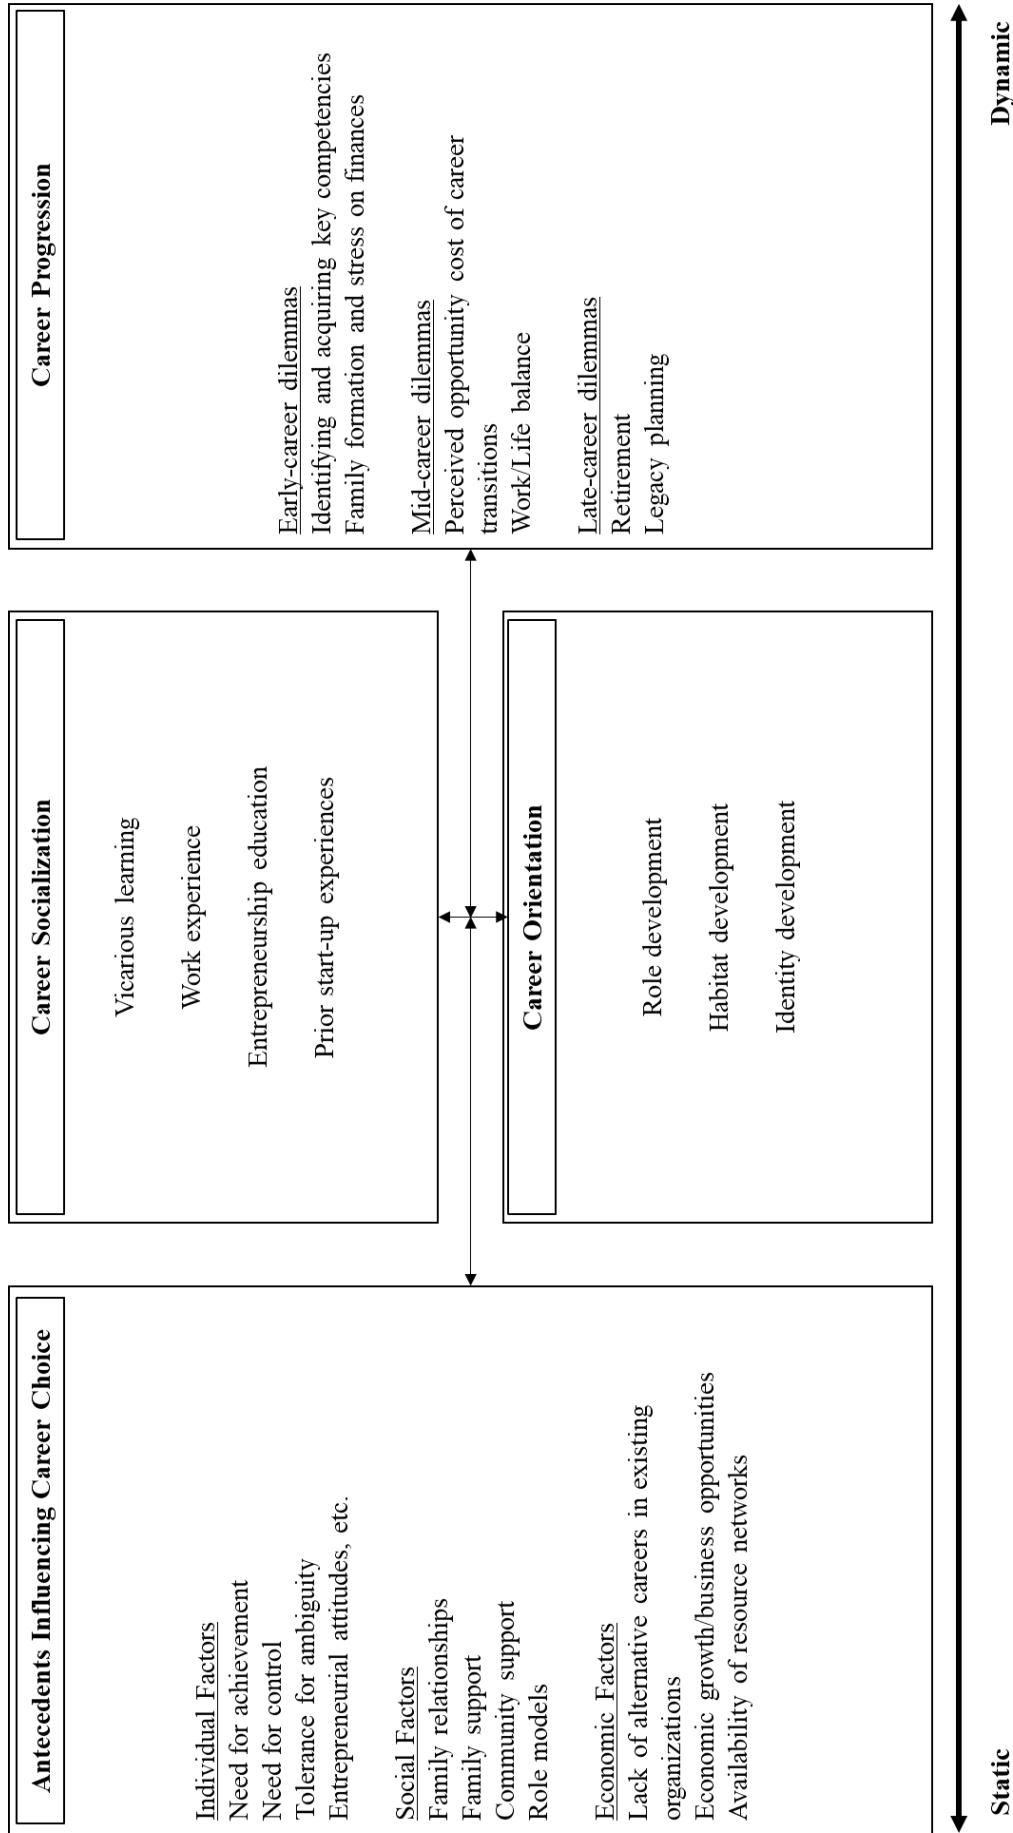 Antecedents Influencing Career Choice
Individual Factors
Need for achievement
Need for control
Tolerance for ambiguity
Entrepreneurial attitudes, etc.
Social Factors
Family relationships
Family support
Community support
Role models
Economic Factors
Lack of alternative careers in existing
organizations
Economic growth/business opportunities
Availability of resource networks
Career Socialization
Vicarious learning
Work experience
Entrepreneurship education
Prior start-up experiences
Career Orientation
Role development
Habitat development
Identity development
Career Progression
Early-career dilemmas
Identifying and acquiring key competencies
Family formation and stress on finances
Mid-career dilemmas
Perceived opportunity cost of career
transitions
Work/Life balance
Late-career dilemmas
Retirement
Legacy planning
Static
Dynamic